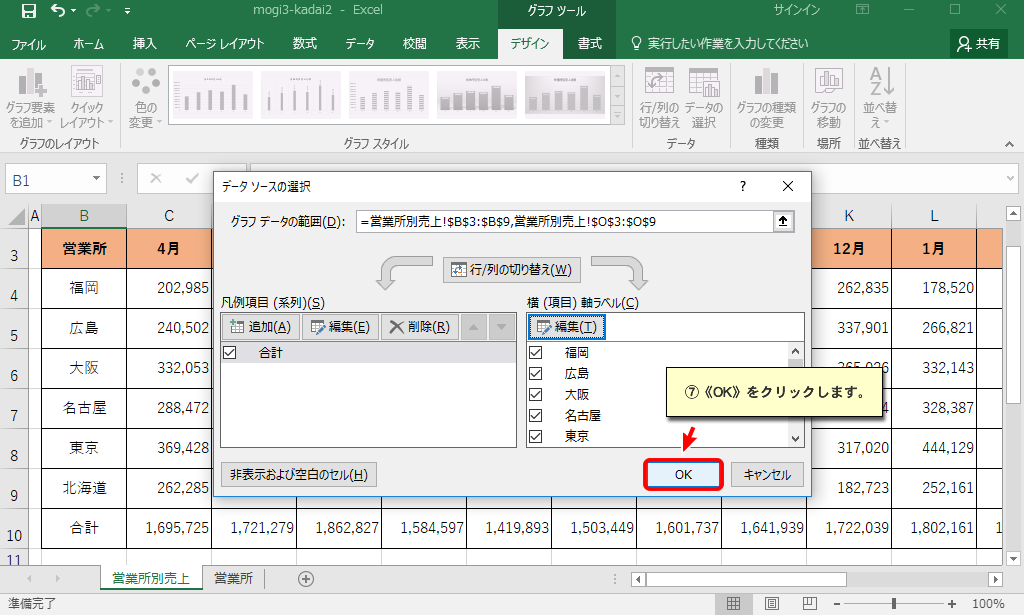 mogi3-kadai2 - Excel
グラフ ツール
サインイン
ファイル ホーム 挿入 ページ レイアウト 数式 データ 校閲 表示 デザイン 書式 実行したい作業を入力してください 共有
グラフ要素を追加 クイックレイアウト 色の変更 行/列の切り替え データの選択 グラフの種類の変更 グラフの移動 並べ替え
グラフのレイアウト グラフ スタイル データ 種類 場所 並べ替え
B1
データ ソースの選択 ?
グラフ データの範囲(D): =営業所別売上!$B$3:$B$9,営業所別売上!$O$3:$O$9
行/列の切り替え(W)
凡例項目 (系列)(S) 横 (項目) 軸ラベル(C)
追加(A) 編集(E) 削除(R) 編集(T)
合計
福岡
広島
大阪
名古屋
東京
⑦《OK》をクリックします。
非表示および空白のセル(H) OK キャンセル
A B C K L
3 営業所 4月 12月 1月
4 福岡 202,985 262,835 178,520
5 広島 240,502 337,901 266,821
6 大阪 332,053 332,143
7 名古屋 288,472 328,387
8 東京 369,428 317,020 444,129
9 北海道 262,285 182,723 252,161
10 合計 1,695,725 1,721,279 1,862,827 1,584,597 1,419,893 1,503,449 1,601,737 1,641,939 1,722,039 1,802,161 1
11
営業所別売上 営業所
準備完了 100%